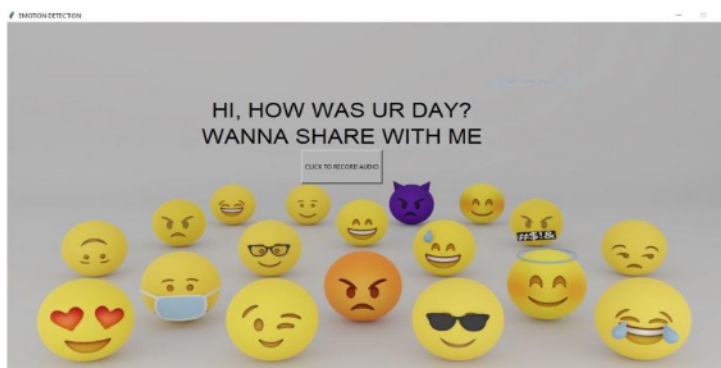 EMOTION DETECTION
HI, HOW WAS UR DAY?
WANNA SHARE WITH ME
CLICK TO RECORD AUDIO
#$!&